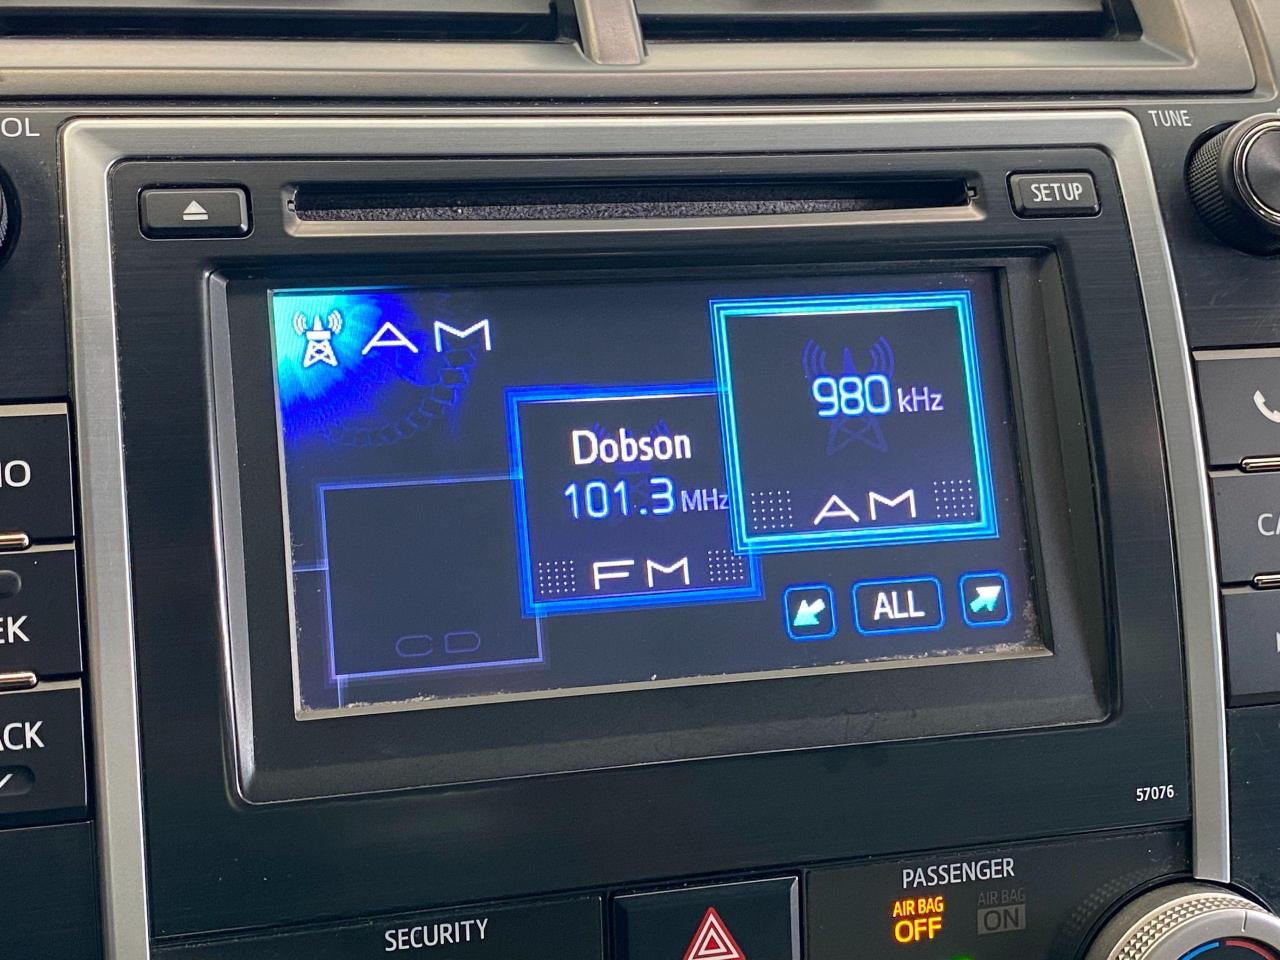 OL
TUNE
SETUP
AM
980 kHz
AM
Dobson
101.3 MHz
FM
CD
ALL
IO
EK
ACK
CA
57076
PASSENGER
AIR BAG
OFF
AIR BAG
ON
SECURITY